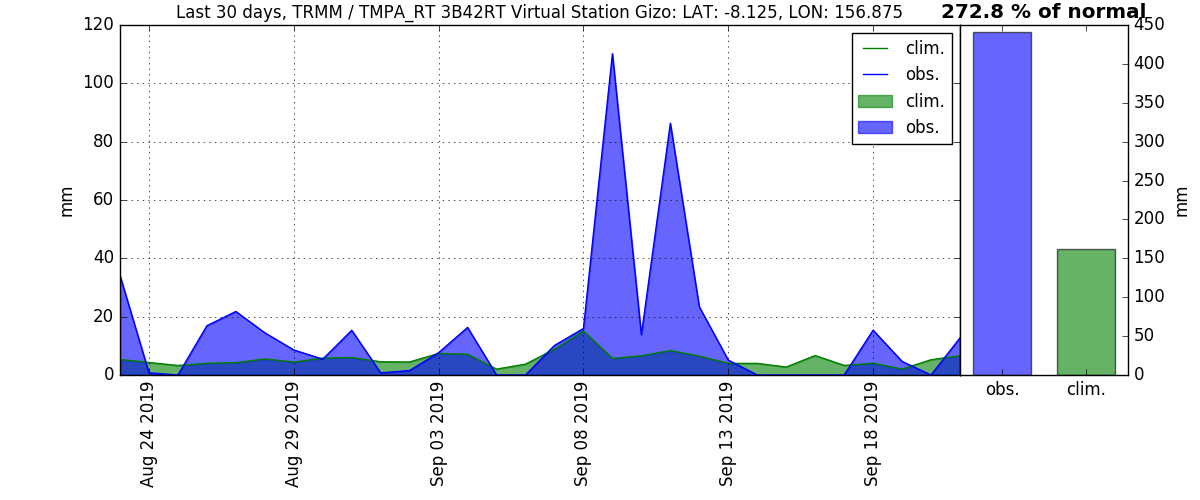 Last 30 days, TRMM / TMPA_RT 3B42RT Virtual Station Gizo: LAT: -8.125, LON: 156.875
272.8 % of normal
clim.
obs.
clim.
obs.
mm
120
100
80
60
40
20
0
Aug 24 2019
Aug 29 2019
Sep 03 2019
Sep 08 2019
Sep 13 2019
Sep 18 2019
450
400
350
300
250
200
150
100
50
0
mm
obs.
clim.